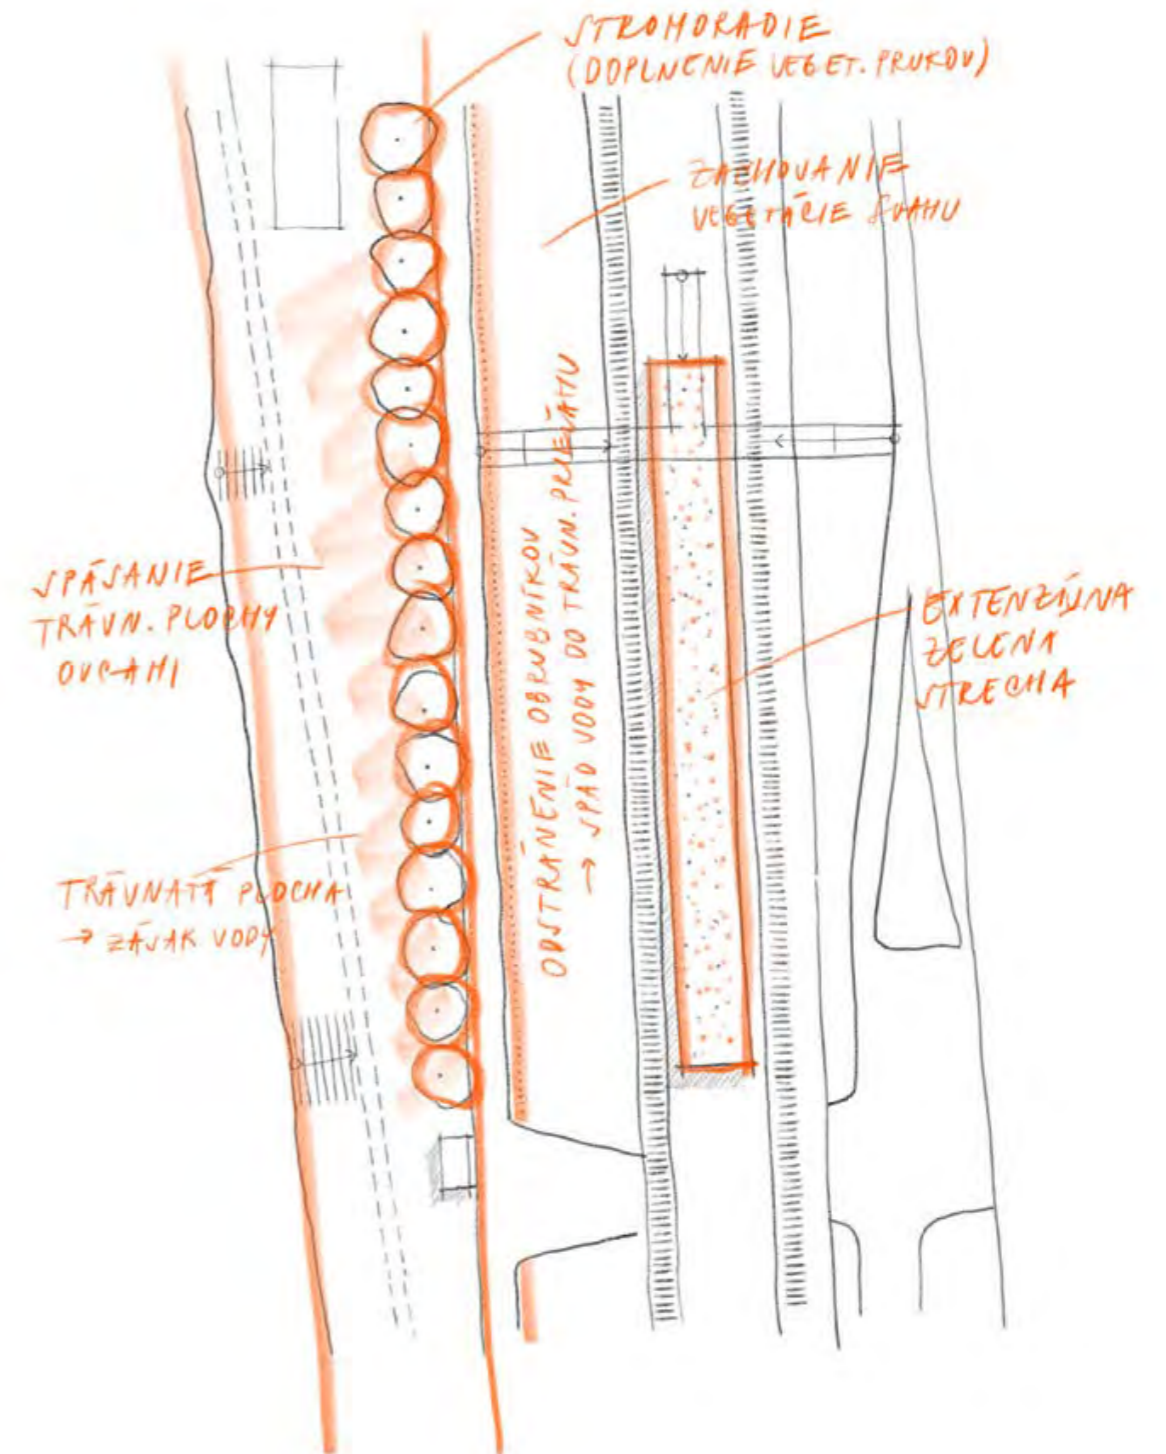 STROMORADIE
(DOPLNENIE VEGET. PRVKOV)
ZACHOVANIE
VEGETÁCIE SVAHU
ODSTRÁNENIE OBRUBNÍKOV
→ SPÁD VODY DO TRÁVN. PRIEĽAHU
SPÁSANIE
TRÁVN. PLOCHY
OVCAMI
EXTENZÍVNA
ZELENÁ
STRECHA
TRÁVNATÁ PLOCHA
→ ZÁSAK VODY